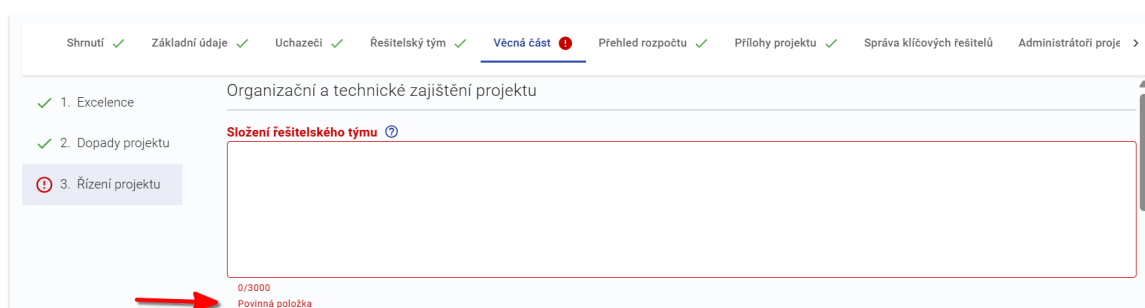 Shrnutí Základní údaje Uchazeči Řešitelský tým Věcná část Přehled rozpočtu Přílohy projektu Správa klíčových řešitelů Administrátoři proje
1. Excelence
2. Dopady projektu
3. Řízení projektu
Organizační a technické zajištění projektu
Složení řešitelského týmu
0/3000
Povinná položka